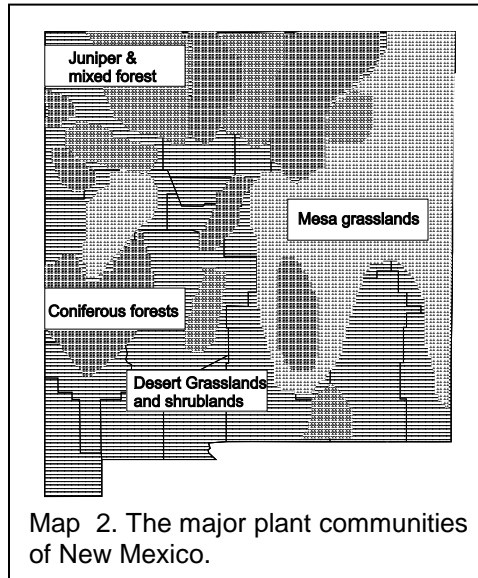 Juniper &
mixed forest
Mesa grasslands
Coniferous forests
Desert Grasslands
and shrublands
Map 2. The major plant communities
of New Mexico.